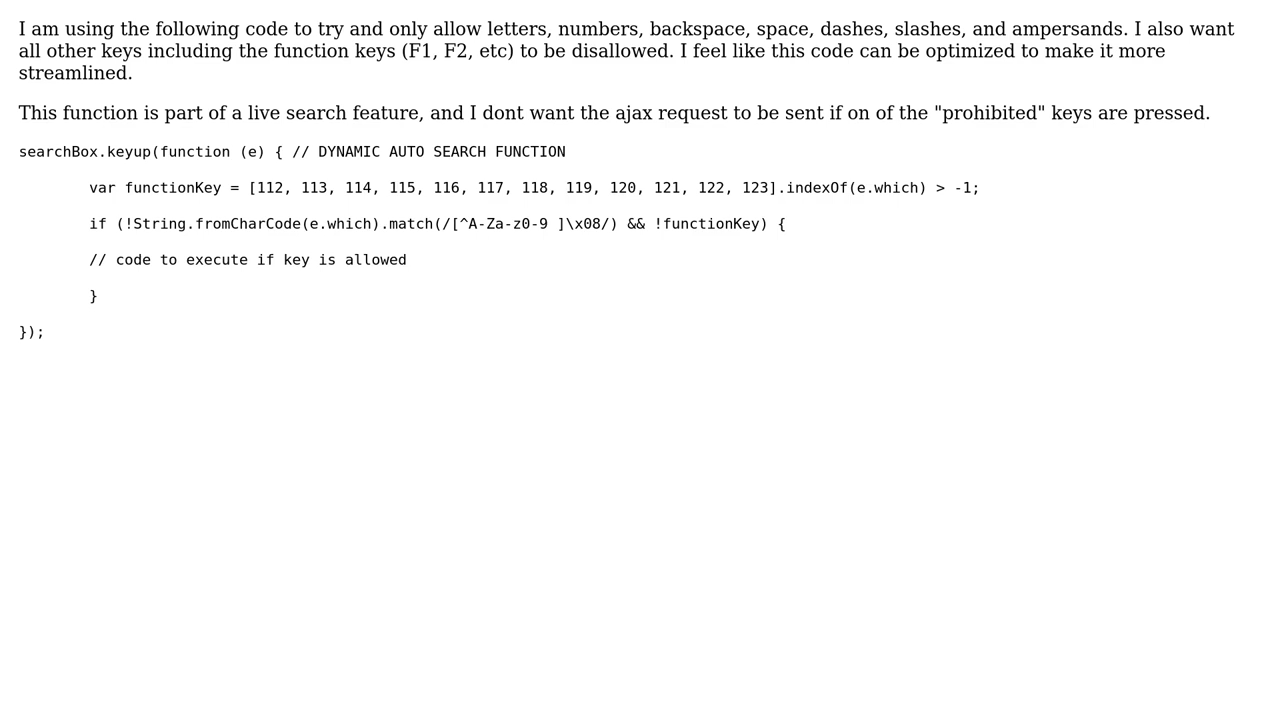 I am using the following code to try and only allow letters, numbers, backspace, space, dashes, slashes, and ampersands. I also want
all other keys including the function keys (F1, F2, etc) to be disallowed. I feel like this code can be optimized to make it more
streamlined.
This function is part of a live search feature, and I dont want the ajax request to be sent if on of the "prohibited" keys are pressed.
searchBox.keyup(function (e) { // DYNAMIC AUTO SEARCH FUNCTION
        var functionKey = [112, 113, 114, 115, 116, 117, 118, 119, 120, 121, 122, 123].indexOf(e.which) > -1;
        if (!String.fromCharCode(e.which).match(/[^A-Za-z0-9 ]\x08/) && !functionKey) {
        // code to execute if key is allowed
        }
});